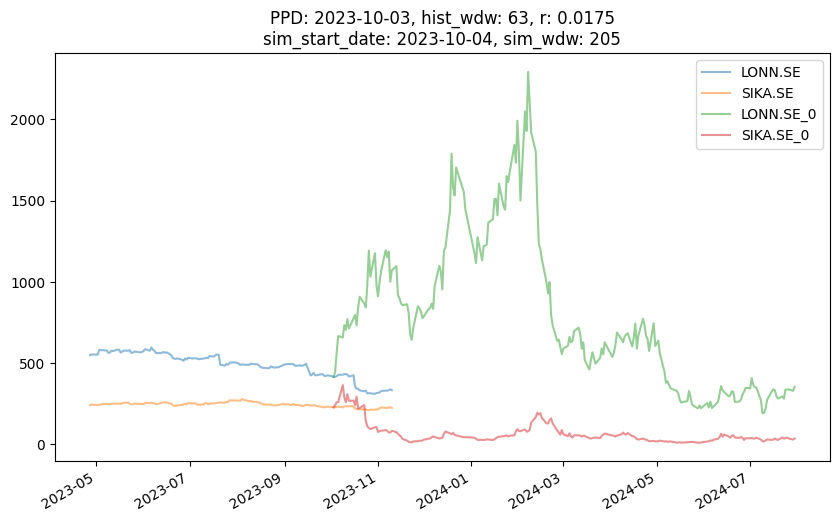 PPD: 2023-10-03, hist_wdw: 63, r: 0.0175
sim_start_date: 2023-10-04, sim_wdw: 205
LONN.SE
SIKA.SE
LONN.SE_0
SIKA.SE_0
2000
1500
1000
500
0
2023-05
2023-07
2023-09
2023-11
2024-01
2024-03
2024-05
2024-07